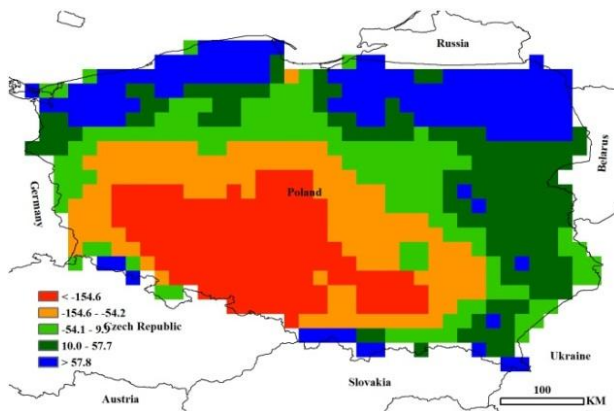 Russia
Belarus
Germany
Poland
< -154.6
-154.6 - -54.2
-54.1 - 9.9
Czech Republic
10.0 - 57.7
> 57.8
Ukraine
Slovakia
Austria
100
KM